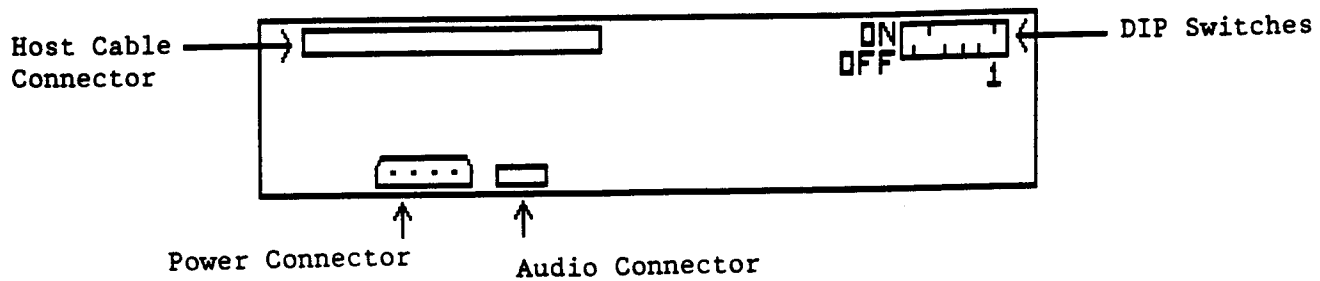 Host Cable
Connector
ON
OFF
1
DIP Switches
Power Connector
Audio Connector